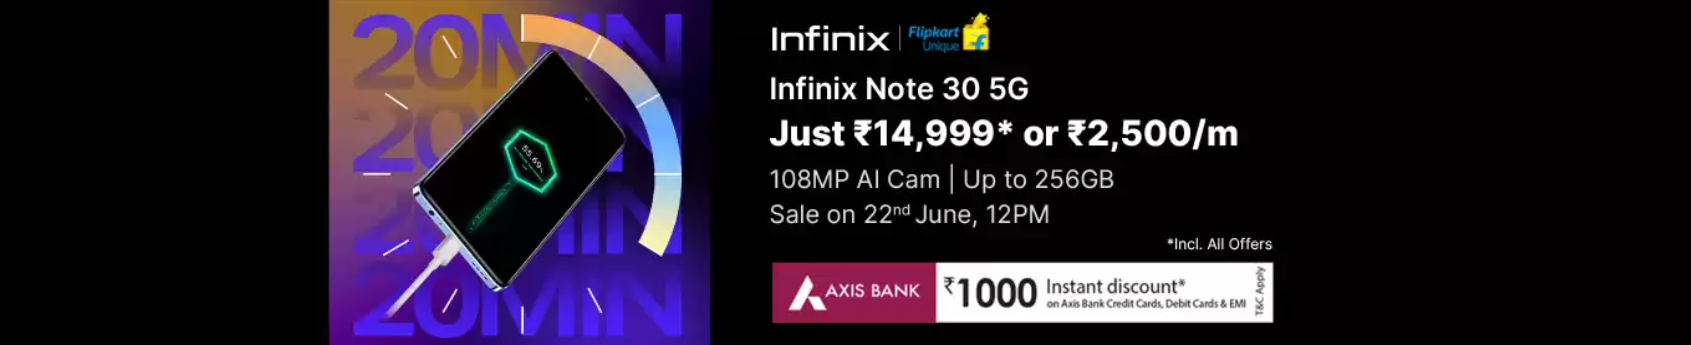 20MIN
20MIN
20MIN
20MIN
55.69%
Infinix | Flipkart
Unique
Infinix Note 30 5G
Just ₹14,999* or ₹2,500/m
108MP AI Cam | Up to 256GB
Sale on 22nd June, 12PM
*Incl. All Offers
AXIS BANK
₹1000 Instant discount*
on Axis Bank Credit Cards, Debit Cards & EMI
T&C Apply